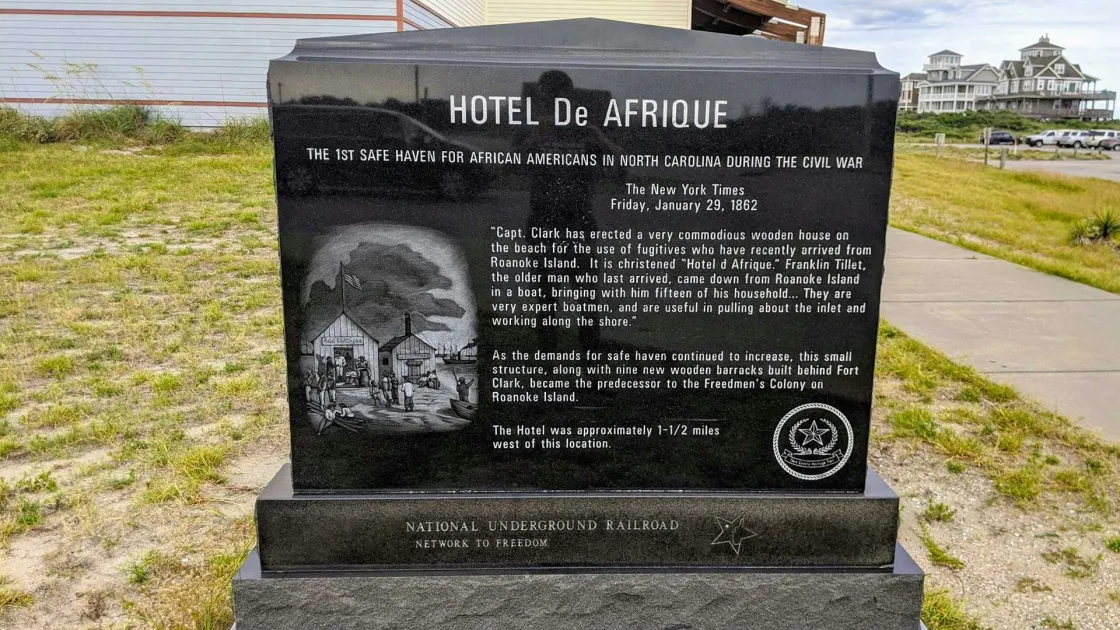 HOTEL De AFRIQUE
THE 1ST SAFE HAVEN FOR AFRICAN AMERICANS IN NORTH CAROLINA DURING THE CIVIL WAR
The New York Times
Friday, January 29, 1862
"Capt. Clark has erected a very commodious wooden house on
the beach for the use of fugitives who have recently arrived from
Roanoke Island. It is christened "Hotel d Afrique." Franklin Tillet,
the older man who last arrived, came down from Roanoke Island
in a boat, bringing with him fifteen of his household... They are
very expert boatmen, and are useful in pulling about the inlet and
working along the shore."
As the demands for safe haven continued to increase, this small
structure, along with nine new wooden barracks built behind Fort
Clark, became the predecessor to the Freedmen's Colony on
Roanoke Island.
The Hotel was approximately 1-1/2 miles
west of this location.
NATIONAL UNDERGROUND RAILROAD
NETWORK TO FREEDOM